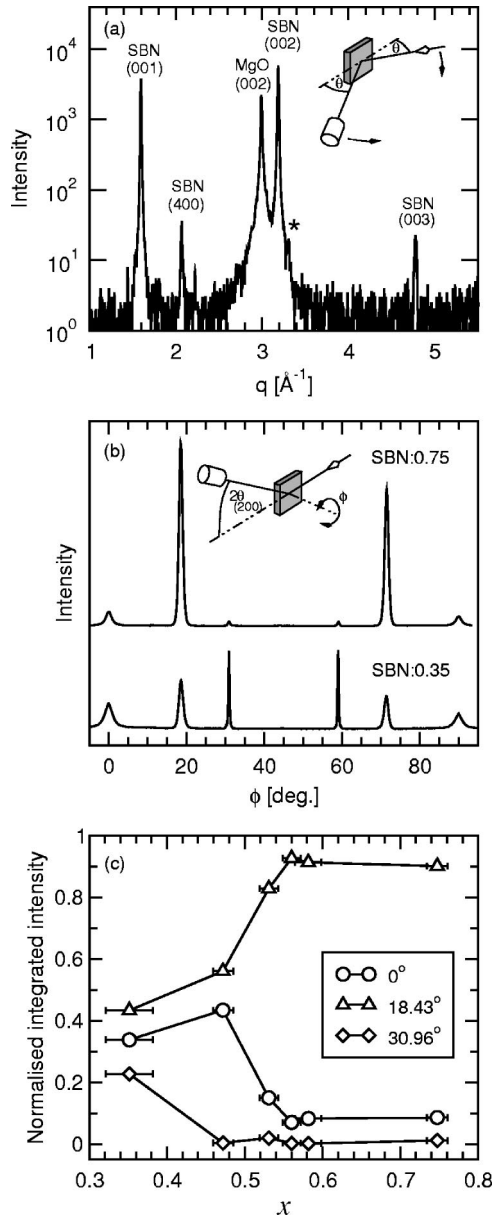 (a)
SBN
(001)
SBN
(400)
MgO
(002)
SBN
(002)
*
SBN
(003)
θ
θ
Intensity
10⁴
10³
10²
10¹
10⁰
1 2 3 4 5
q [Å⁻¹]
(b)
SBN:0.75
2θ
(200)
ϕ
SBN:0.35
Intensity
0 20 40 60 80
ϕ [deg.]
(c)
Normalised integrated intensity
1
0.8
0.6
0.4
0.2
0
0°
18.43°
30.96°
0.3 0.4 0.5 0.6 0.7 0.8
x